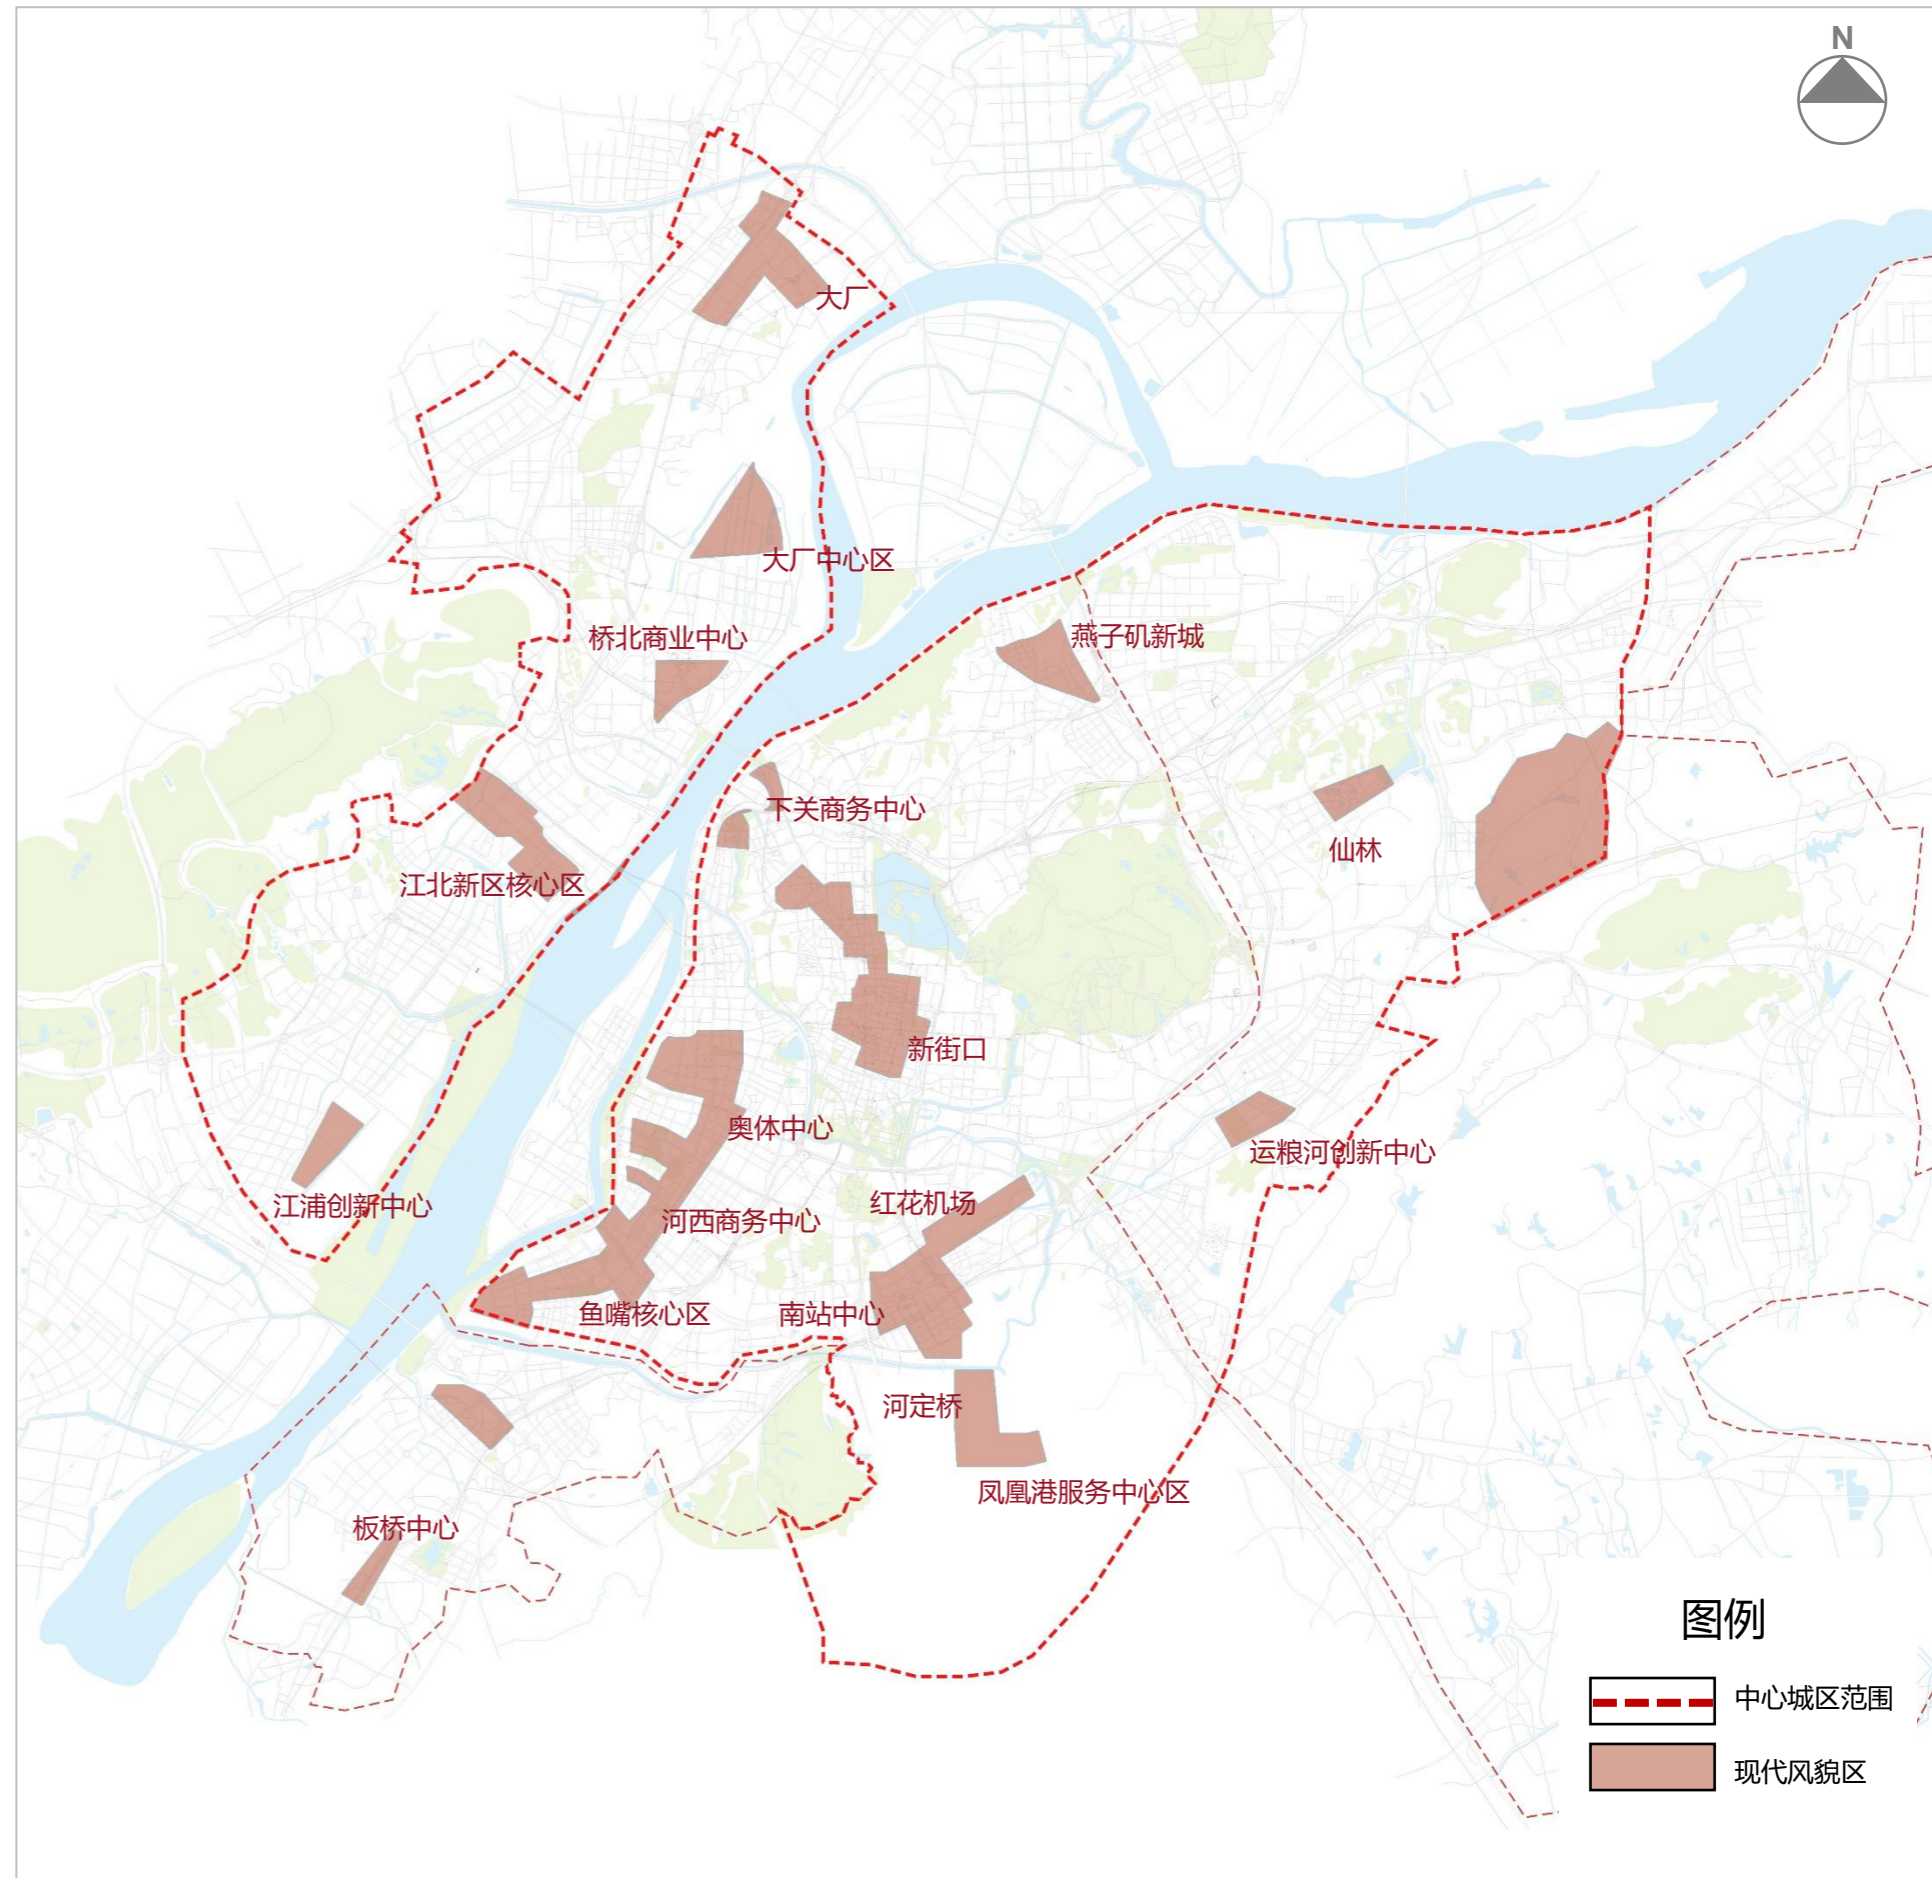 N
大厂
大厂中心区
桥北商业中心
燕子矶新城
下关商务中心
仙林
江北新区核心区
新街口
奥体中心
运粮河创新中心
江浦创新中心
红花机场
河西商务中心
鱼嘴核心区
南站中心
河定桥
凤凰港服务中心区
板桥中心
图例
中心城区范围
现代风貌区